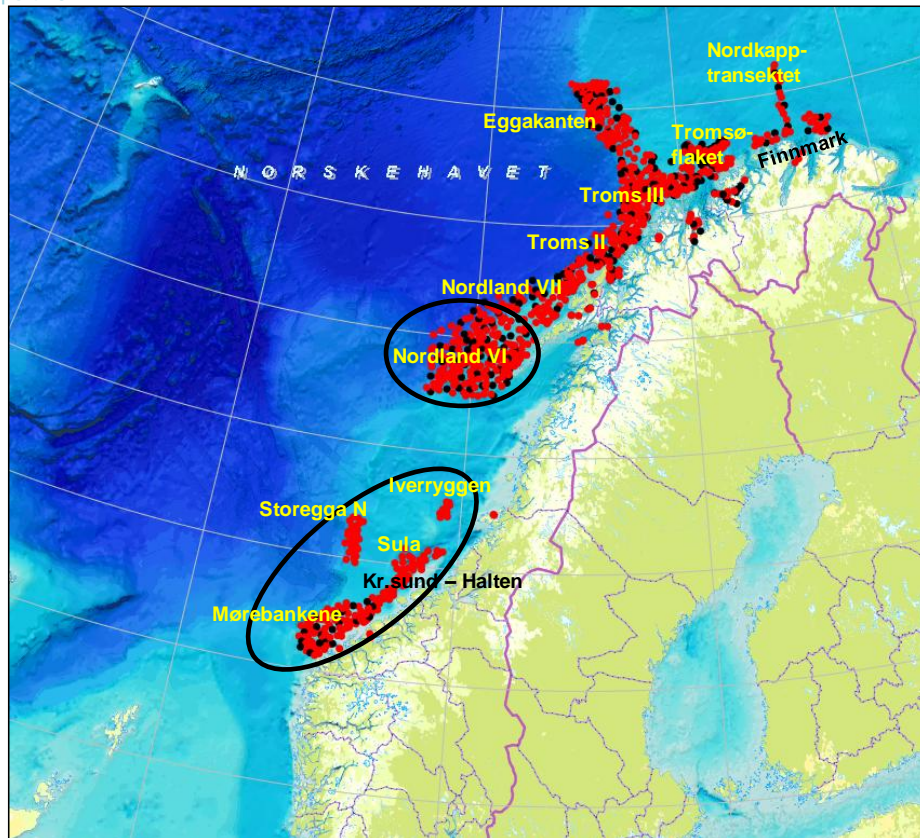 Nordkapp-
transektet
Eggakanten
Tromsø-
flaket
Finnmark
NORSKEHAVET
Troms III
Troms II
Nordland VII
Nordland VI
Iverryggen
Storegga N
Sula
Kr.sund – Halten
Mørebankene